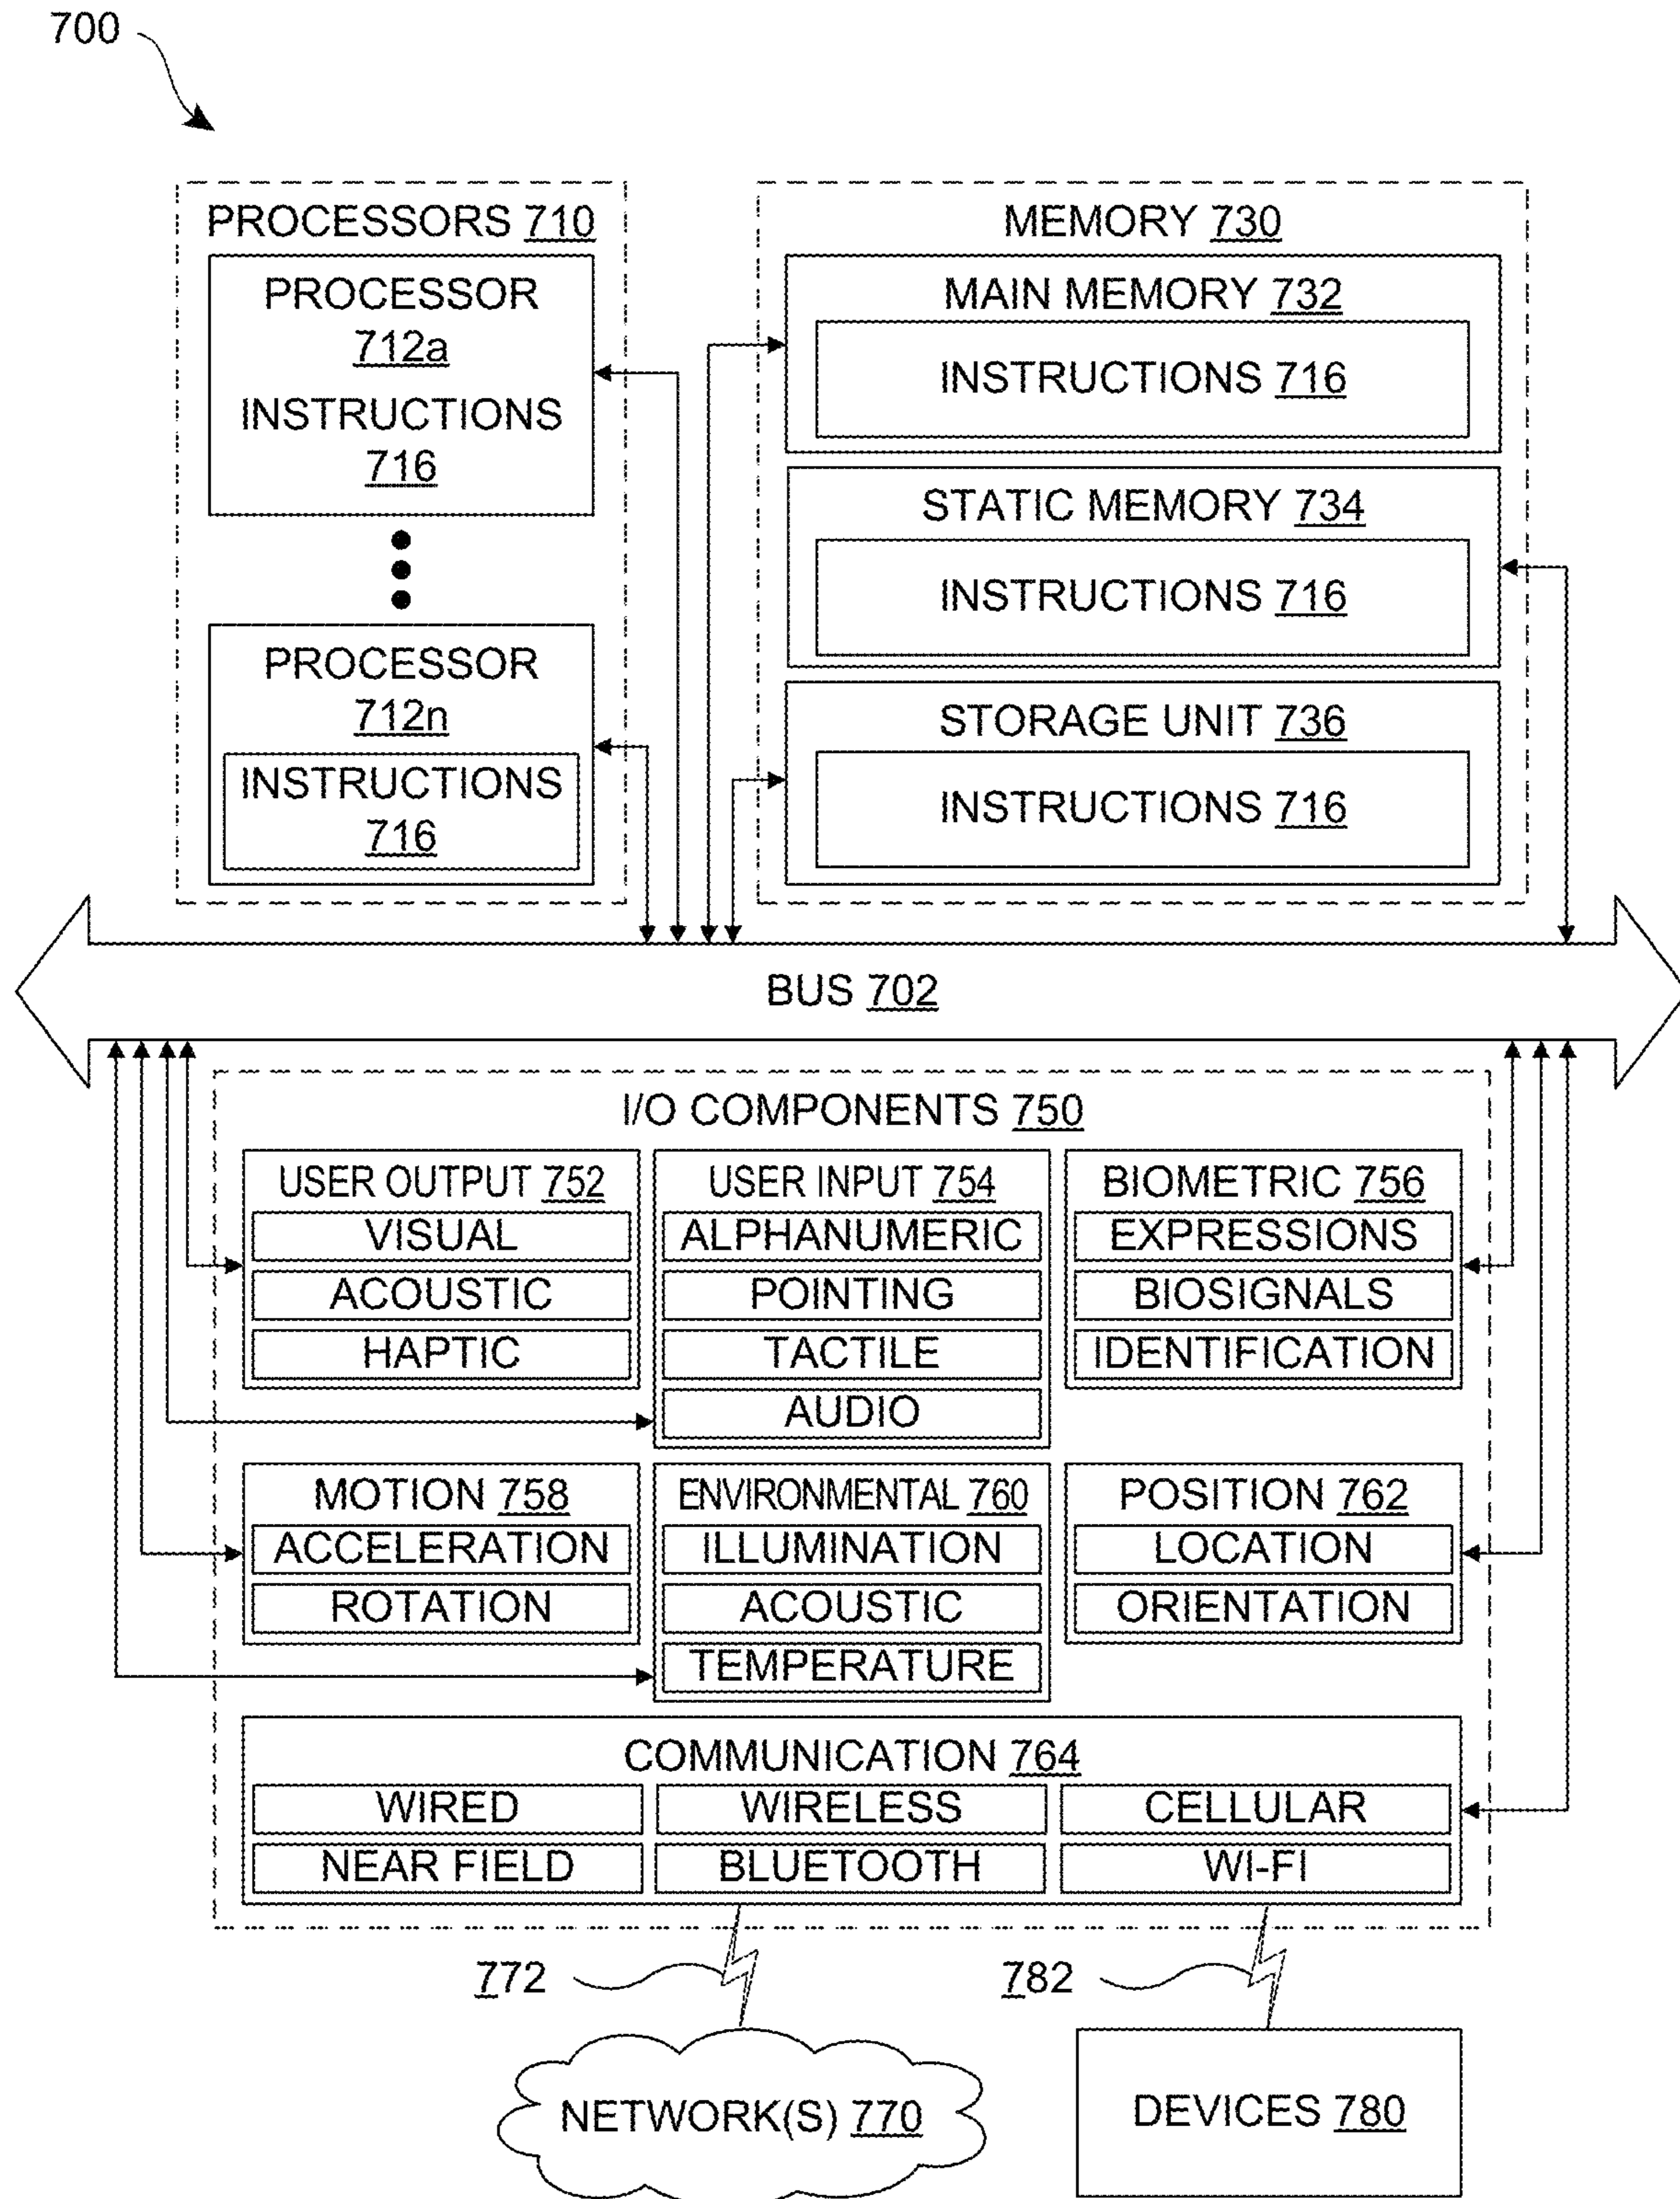 700
PROCESSORS 710
PROCESSOR
712a
INSTRUCTIONS
716
PROCESSOR
712n
INSTRUCTIONS
716
MEMORY 730
MAIN MEMORY 732
INSTRUCTIONS 716
STATIC MEMORY 734
INSTRUCTIONS 716
STORAGE UNIT 736
INSTRUCTIONS 716
BUS 702
I/O COMPONENTS 750
USER OUTPUT 752
VISUAL
ACOUSTIC
HAPTIC
USER INPUT 754
ALPHANUMERIC
POINTING
TACTILE
AUDIO
BIOMETRIC 756
EXPRESSIONS
BIOSIGNALS
IDENTIFICATION
MOTION 758
ACCELERATION
ROTATION
ENVIRONMENTAL 760
ILLUMINATION
ACOUSTIC
TEMPERATURE
POSITION 762
LOCATION
ORIENTATION
COMMUNICATION 764
WIRED
WIRELESS
CELLULAR
NEAR FIELD
BLUETOOTH
WI-FI
772
782
NETWORK(S) 770
DEVICES 780